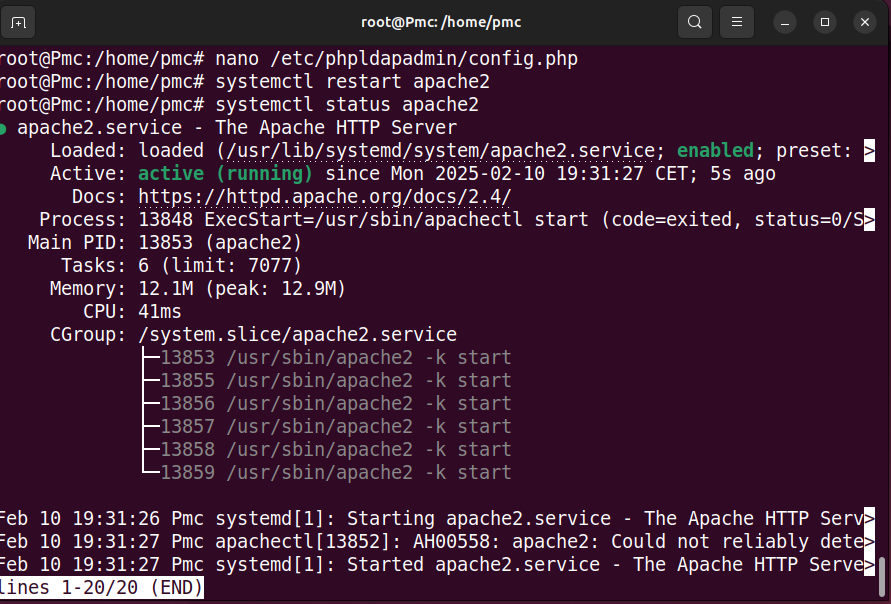 root@Pmc: /home/pmc
root@Pmc:/home/pmc# nano /etc/phpldapadmin/config.php
root@Pmc:/home/pmc# systemctl restart apache2
root@Pmc:/home/pmc# systemctl status apache2
● apache2.service - The Apache HTTP Server
Loaded: loaded (/usr/lib/systemd/system/apache2.service; enabled; preset: >
Active: active (running) since Mon 2025-02-10 19:31:27 CET; 5s ago
Docs: https://httpd.apache.org/docs/2.4/
Process: 13848 ExecStart=/usr/sbin/apachectl start (code=exited, status=0/S>
Main PID: 13853 (apache2)
Tasks: 6 (limit: 7077)
Memory: 12.1M (peak: 12.9M)
CPU: 41ms
CGroup: /system.slice/apache2.service
├─13853 /usr/sbin/apache2 -k start
├─13855 /usr/sbin/apache2 -k start
├─13856 /usr/sbin/apache2 -k start
├─13857 /usr/sbin/apache2 -k start
├─13858 /usr/sbin/apache2 -k start
└─13859 /usr/sbin/apache2 -k start
Feb 10 19:31:26 Pmc systemd[1]: Starting apache2.service - The Apache HTTP Serv>
Feb 10 19:31:27 Pmc apachectl[13852]: AH00558: apache2: Could not reliably dete>
Feb 10 19:31:27 Pmc systemd[1]: Started apache2.service - The Apache HTTP Serve>
lines 1-20/20 (END)